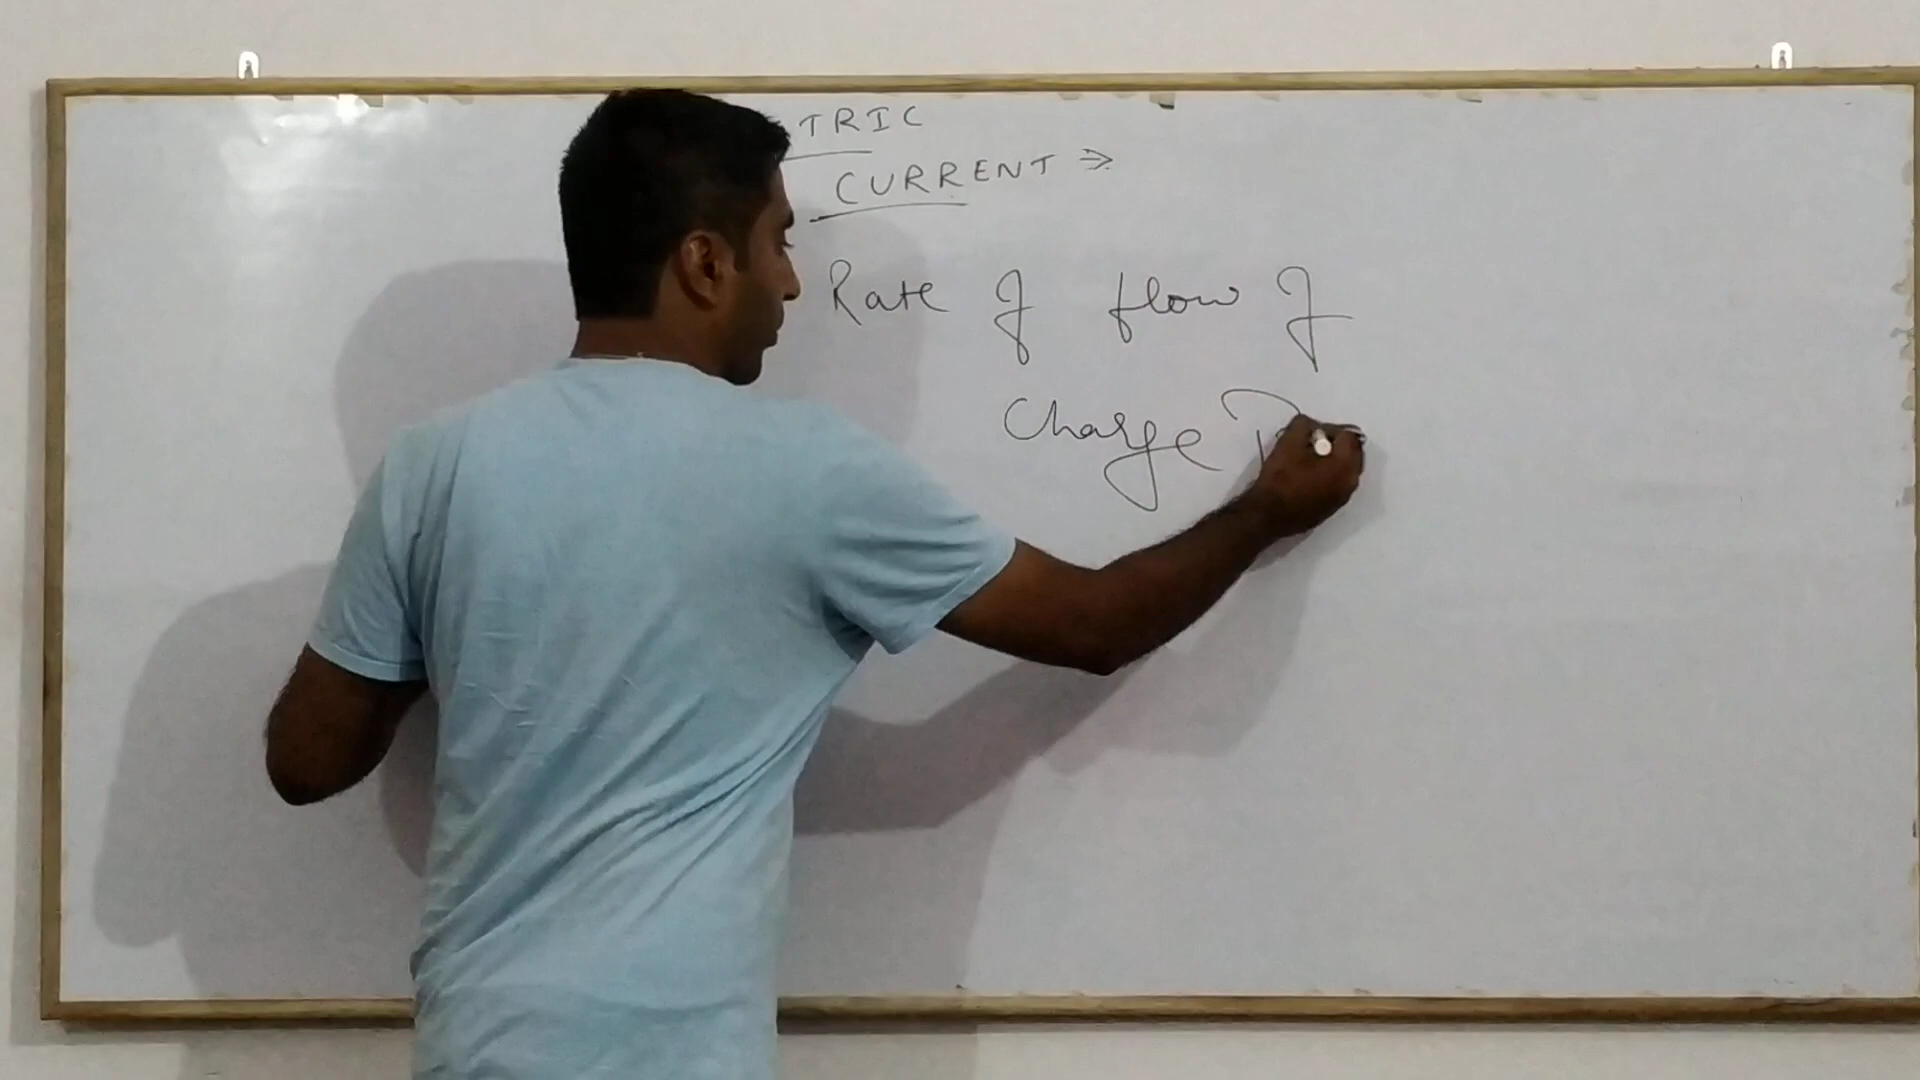 TRIC
CURRENT ⇒
Rate of flow of
Charge